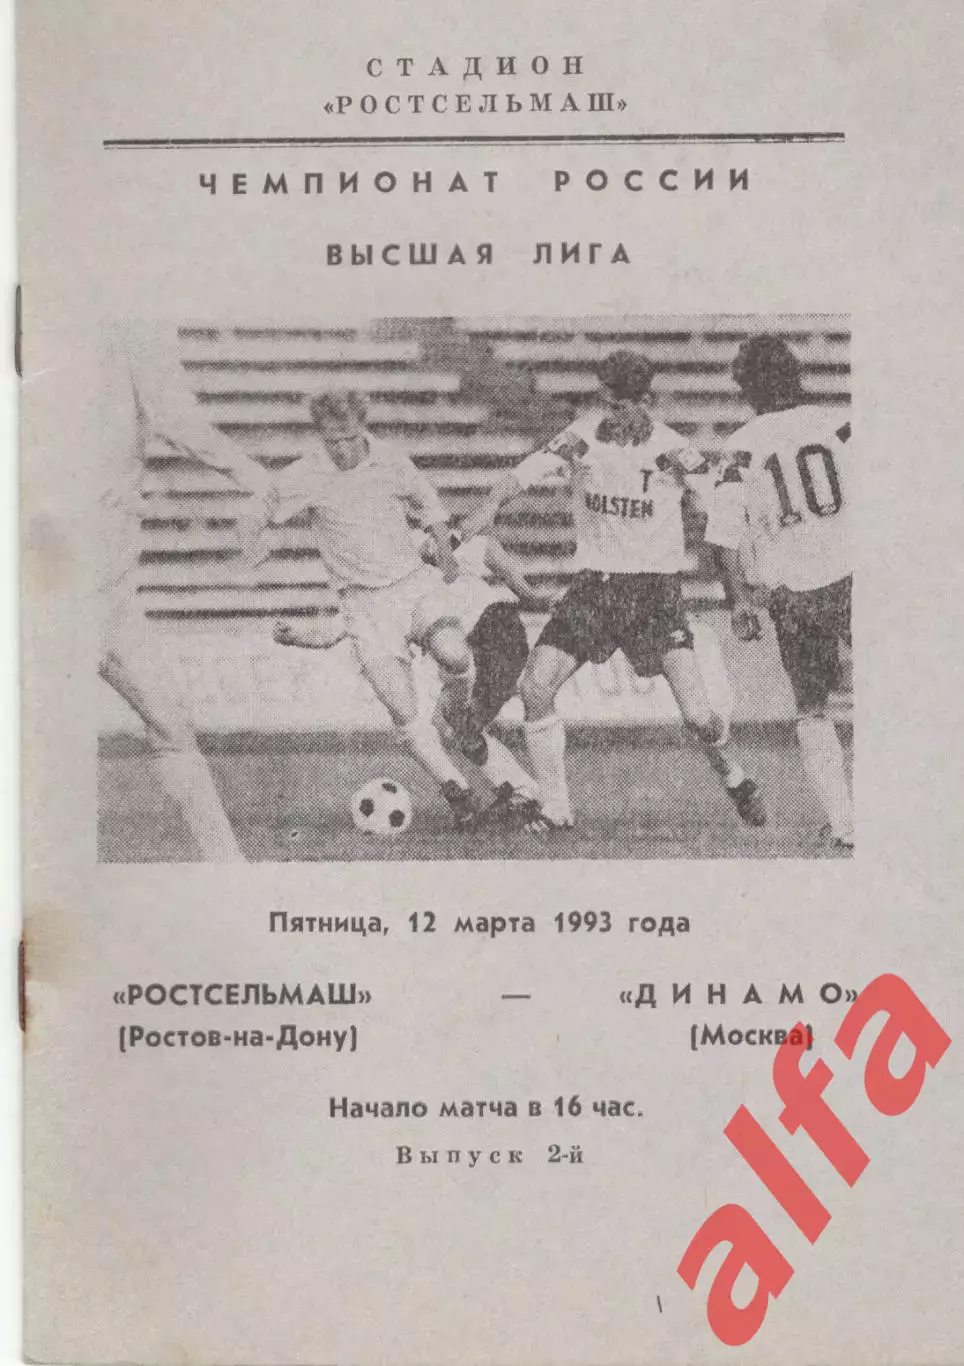 СТАДИОН
«РОСТСЕЛЬМАШ»
ЧЕМПИОНАТ РОССИИ
ВЫСШАЯ ЛИГА
HOLSTEN
10
Пятница, 12 марта 1993 года
«РОСТСЕЛЬМАШ» — «ДИНАМО»
(Ростов-на-Дону) (Москва)
Начало матча в 16 час.
Выпуск 2-й
alfa